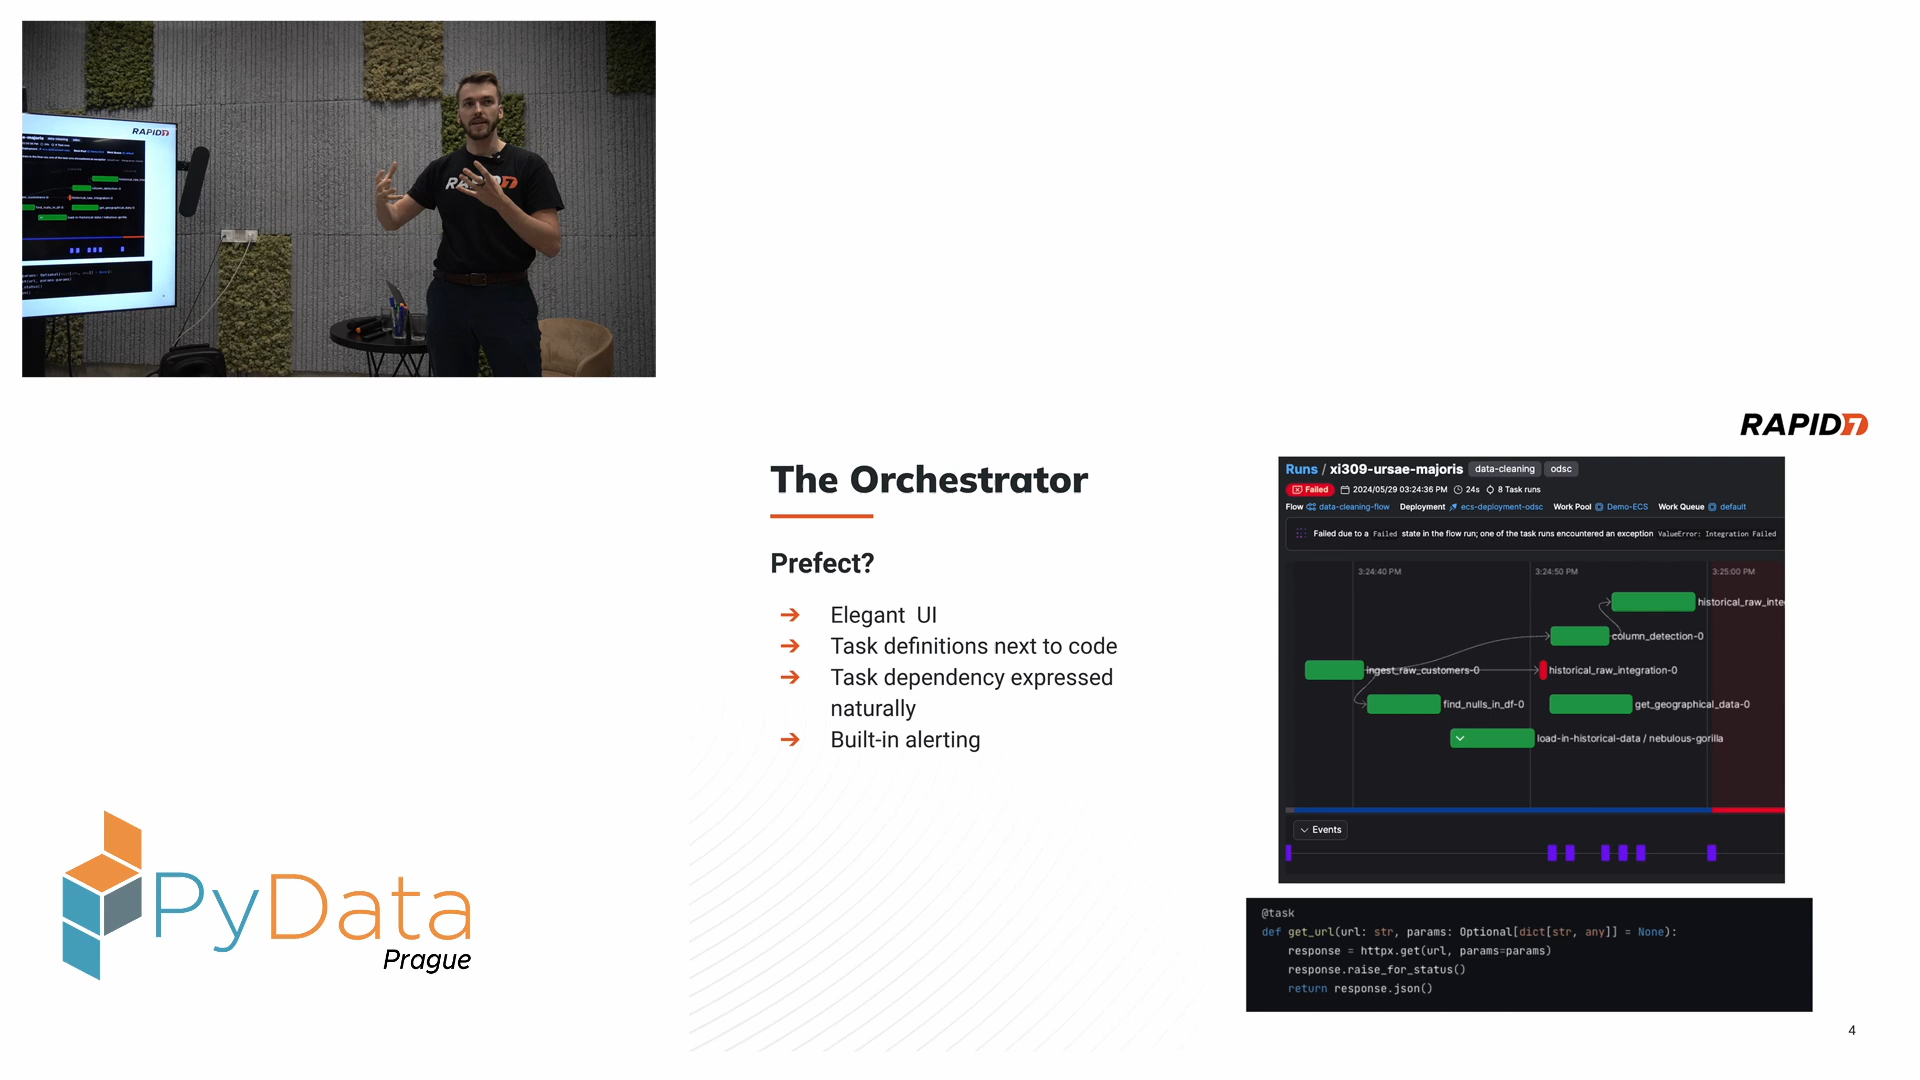 RAPID7
RAPID7
RAPID7
The Orchestrator
Prefect?
➔ Elegant UI
➔ Task definitions next to code
➔ Task dependency expressed
naturally
➔ Built-in alerting
Runs / xi309-ursae-majoris data-cleaning odsc
Failed 2024/05/29 03:24:36 PM 24s 8 Task runs
Flow data-cleaning-flow Deployment ecs-deployment-odsc Work Pool Demo-ECS Work Queue default
Failed due to a Failed state in the flow run; one of the task runs encountered an exception ValueError: Integration Failed
3:24:40 PM 3:24:50 PM 3:25:00 PM
historical_raw_inte
column_detection-0
ingest_raw_customers-0 historical_raw_integration-0
find_nulls_in_df-0 get_geographical_data-0
load-in-historical-data / nebulous-gorilla
Events
@task
def get_url(url: str, params: Optional[dict[str, any]] = None):
response = httpx.get(url, params=params)
response.raise_for_status()
return response.json()
4
PyData
Prague